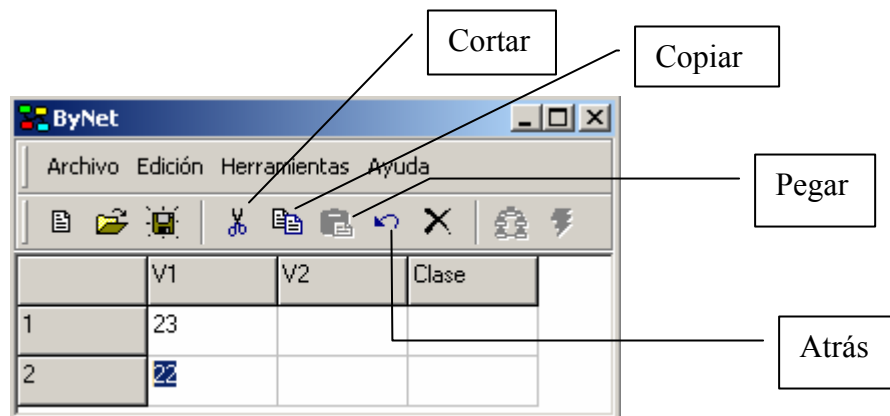 Cortar
Copiar
ByNet
Archivo Edición Herramientas Ayuda
Pegar
V1 V2 Clase
1 23
Atrás
2 22